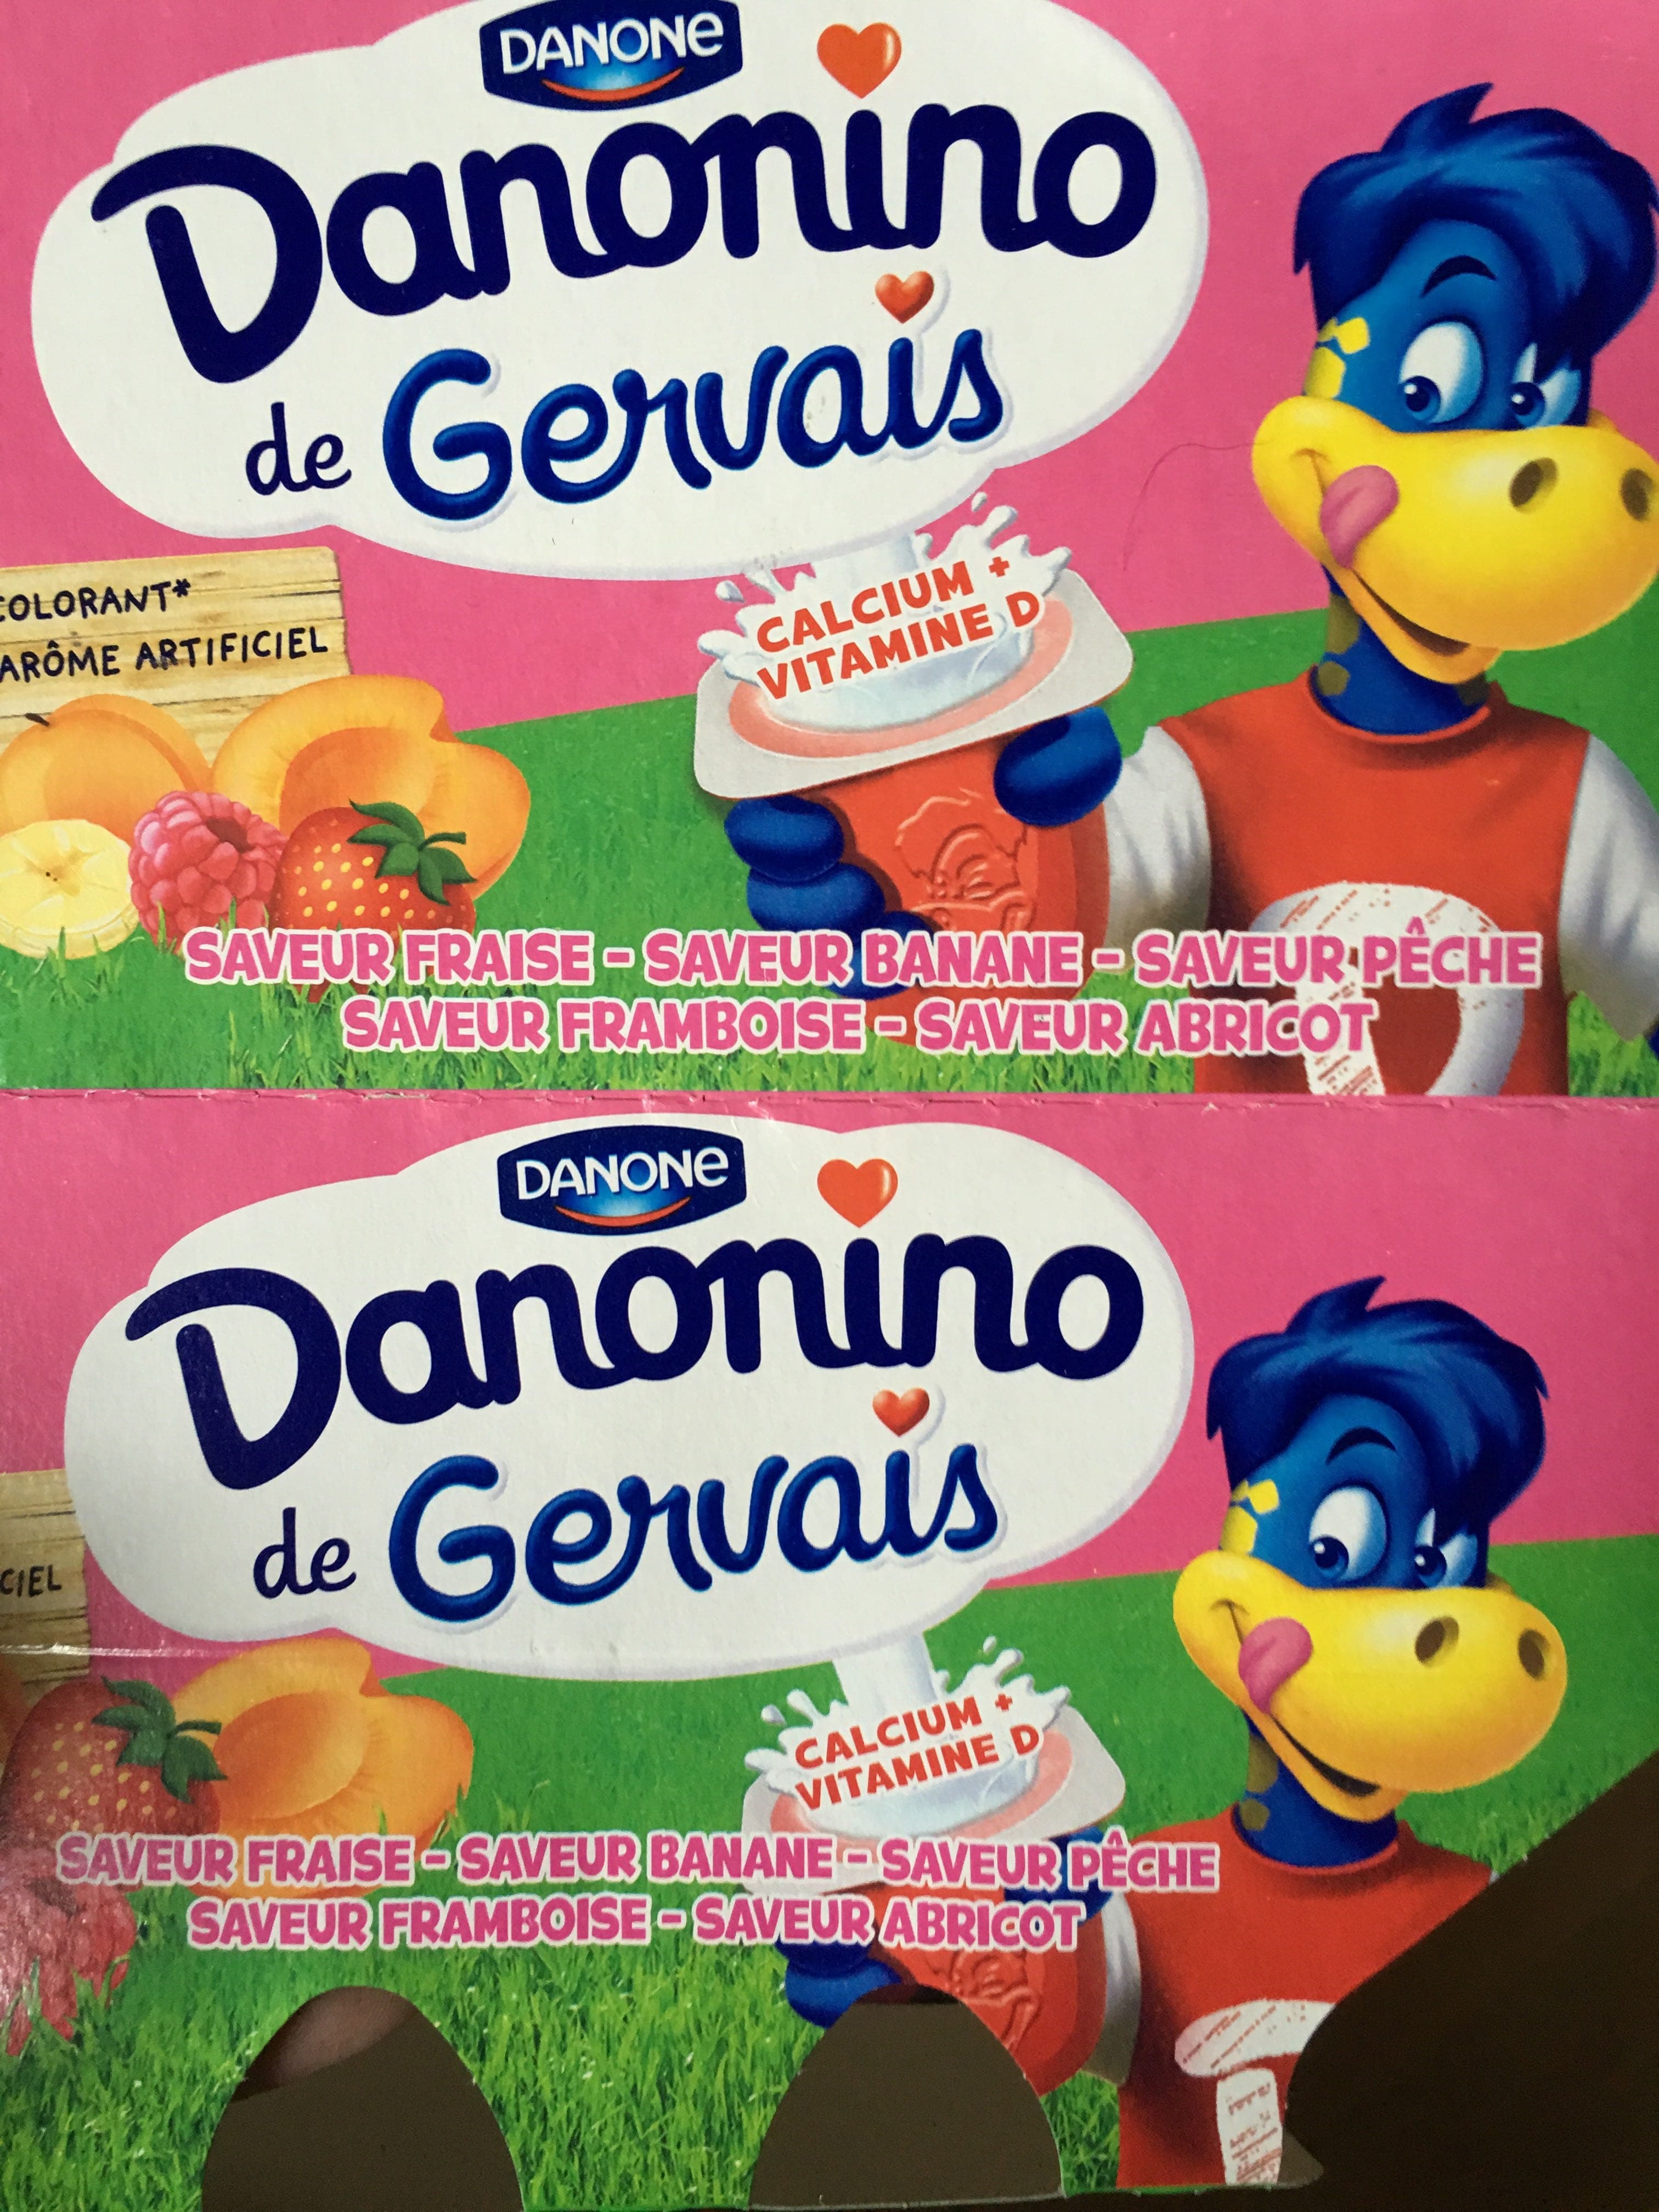 DANONE
Danonino
de Gervais
COLORANT*
ARÔME ARTIFICIEL
CALCIUM +
VITAMINE D
SAVEUR FRAISE - SAVEUR BANANE - SAVEUR PÊCHE
SAVEUR FRAMBOISE - SAVEUR ABRICOT
DANONE
Danonino
de Gervais
CIEL
CALCIUM +
VITAMINE D
SAVEUR FRAISE - SAVEUR BANANE - SAVEUR PÊCHE
SAVEUR FRAMBOISE - SAVEUR ABRICOT